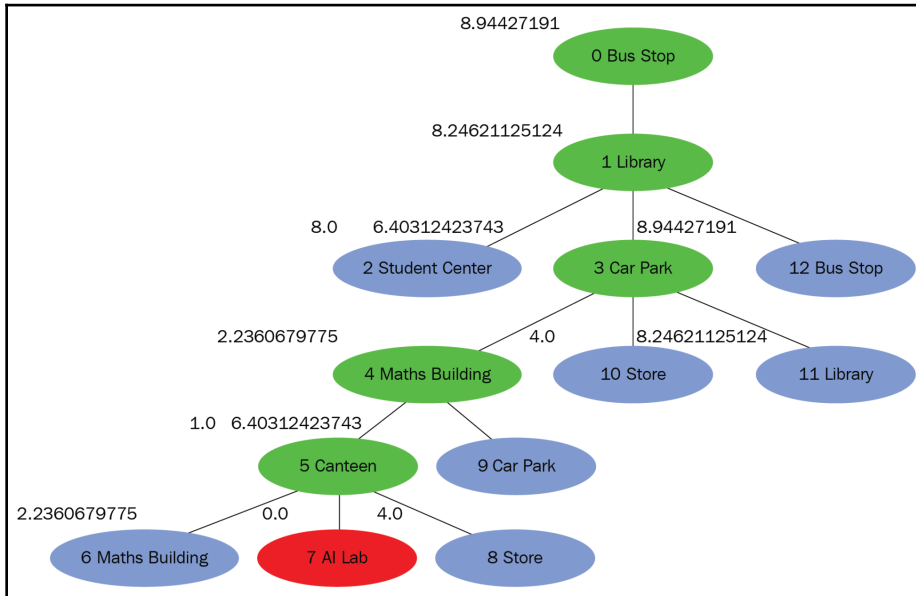 8.94427191
0 Bus Stop
8.24621125124
1 Library
8.0 6.40312423743 8.94427191
2 Student Center 3 Car Park 12 Bus Stop
2.2360679775 4.0 8.24621125124
4 Maths Building 10 Store 11 Library
1.0 6.40312423743
5 Canteen 9 Car Park
2.2360679775 0.0 4.0
6 Maths Building 7 AI Lab 8 Store